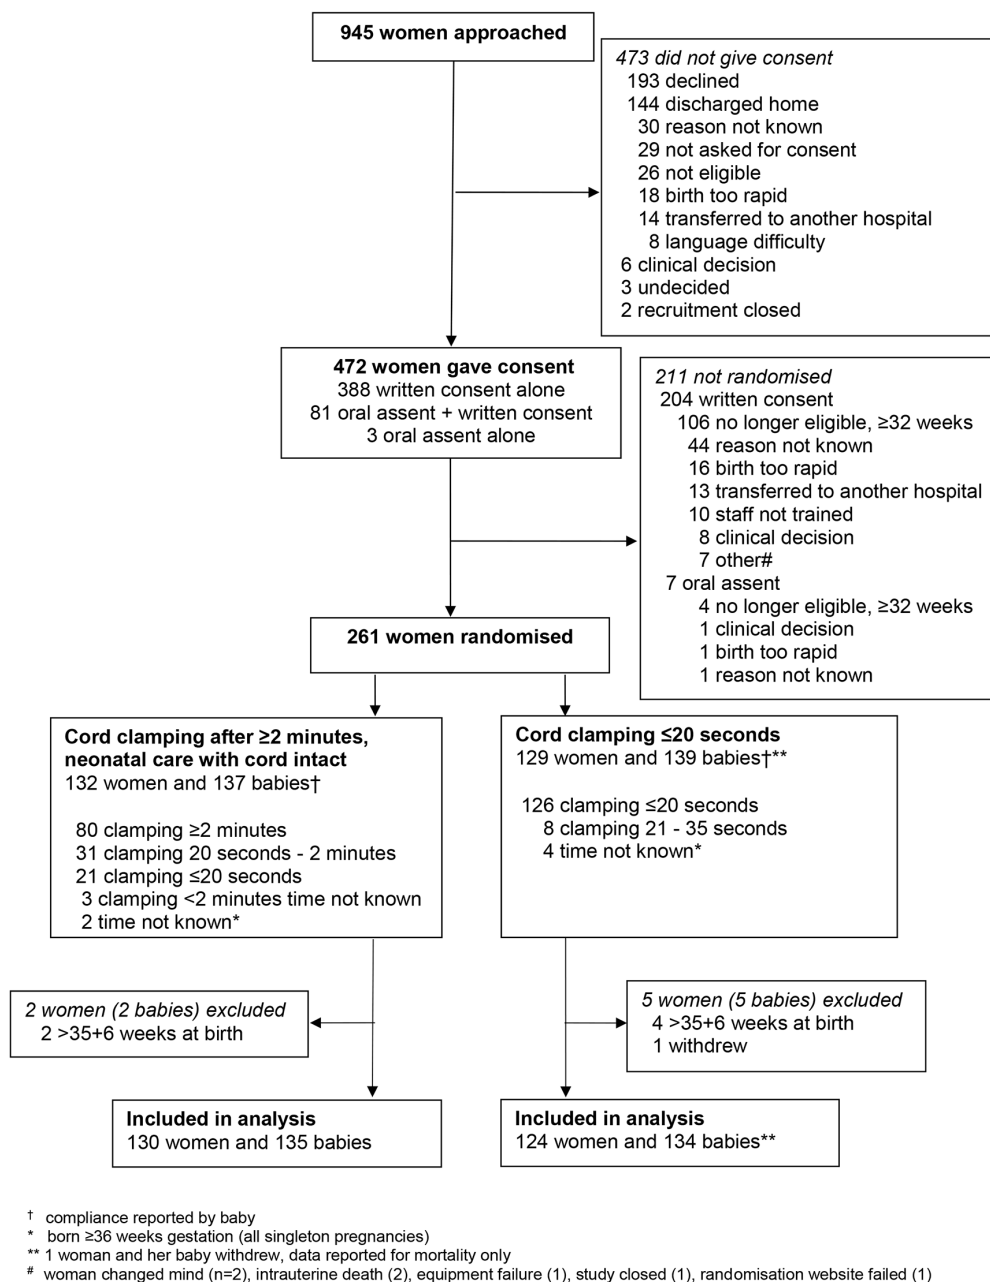 945 women approached
473 did not give consent
193 declined
144 discharged home
30 reason not known
29 not asked for consent
26 not eligible
18 birth too rapid
14 transferred to another hospital
8 language difficulty
6 clinical decision
3 undecided
2 recruitment closed
472 women gave consent
388 written consent alone
81 oral assent + written consent
3 oral assent alone
211 not randomised
204 written consent
106 no longer eligible, ≥32 weeks
44 reason not known
16 birth too rapid
13 transferred to another hospital
10 staff not trained
8 clinical decision
7 other#
7 oral assent
4 no longer eligible, ≥32 weeks
1 clinical decision
1 birth too rapid
1 reason not known
261 women randomised
Cord clamping after ≥2 minutes,
neonatal care with cord intact
132 women and 137 babies†
80 clamping ≥2 minutes
31 clamping 20 seconds - 2 minutes
21 clamping ≤20 seconds
3 clamping <2 minutes time not known
2 time not known*
Cord clamping ≤20 seconds
129 women and 139 babies†**
126 clamping ≤20 seconds
8 clamping 21 - 35 seconds
4 time not known*
2 women (2 babies) excluded
2 >35+6 weeks at birth
5 women (5 babies) excluded
4 >35+6 weeks at birth
1 withdrew
Included in analysis
130 women and 135 babies
Included in analysis
124 women and 134 babies**
† compliance reported by baby
* born ≥36 weeks gestation (all singleton pregnancies)
** 1 woman and her baby withdrew, data reported for mortality only
# woman changed mind (n=2), intrauterine death (2), equipment failure (1), study closed (1), randomisation website failed (1)